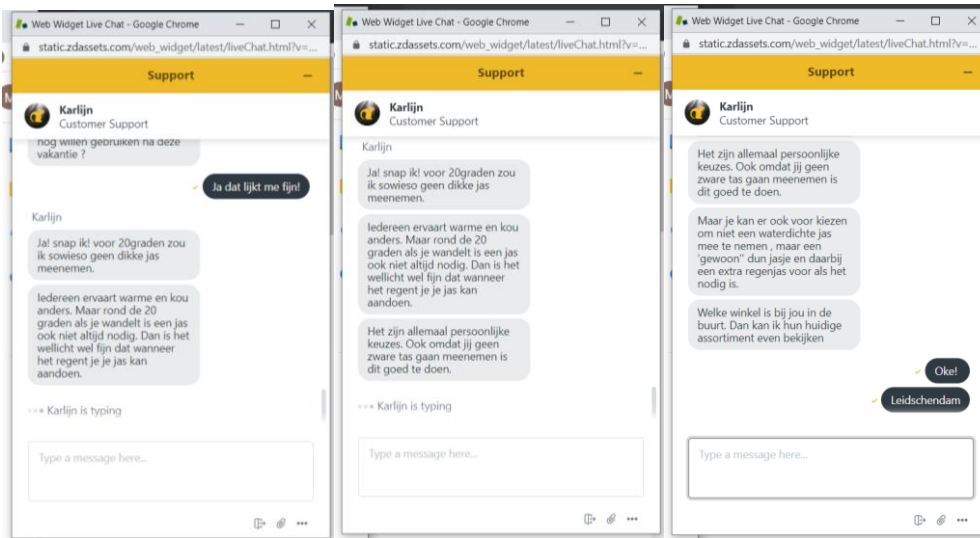 Web Widget Live Chat - Google Chrome
static.zdassets.com/web_widget/latest/liveChat.html?v=...
Support
Karlijn
Customer Support
nog willen gebruiken na deze
vakantie ?
Ja dat lijkt me fijn!
Karlijn
Ja! snap ik! voor 20graden zou
ik sowieso geen dikke jas
meenemen.
Iedereen ervaart warme en kou
anders. Maar rond de 20
graden als je wandelt is een jas
ook niet altijd nodig. Dan is het
wellicht wel fijn dat wanneer
het regent je je jas kan
aandoen.
Karlijn is typing
Type a message here...
Web Widget Live Chat - Google Chrome
static.zdassets.com/web_widget/latest/liveChat.html?v=...
Support
Karlijn
Customer Support
Karlijn
Ja! snap ik! voor 20graden zou
ik sowieso geen dikke jas
meenemen.
Iedereen ervaart warme en kou
anders. Maar rond de 20
graden als je wandelt is een jas
ook niet altijd nodig. Dan is het
wellicht wel fijn dat wanneer
het regent je je jas kan
aandoen.
Het zijn allemaal persoonlijke
keuzes. Ook omdat jij geen
zware tas gaan meenemen is
dit goed te doen.
Karlijn is typing
Type a message here...
Web Widget Live Chat - Google Chrome
static.zdassets.com/web_widget/latest/liveChat.html?v=...
Support
Karlijn
Customer Support
Het zijn allemaal persoonlijke
keuzes. Ook omdat jij geen
zware tas gaan meenemen is
dit goed te doen.
Maar je kan er ook voor kiezen
om niet een waterdichte jas
mee te nemen , maar een
'gewoon'' dun jasje en daarbij
een extra regenjas voor als het
nodig is.
Welke winkel is bij jou in de
buurt. Dan kan ik hun huidige
assortiment even bekijken
Oke!
Leidschendam
Type a message here...